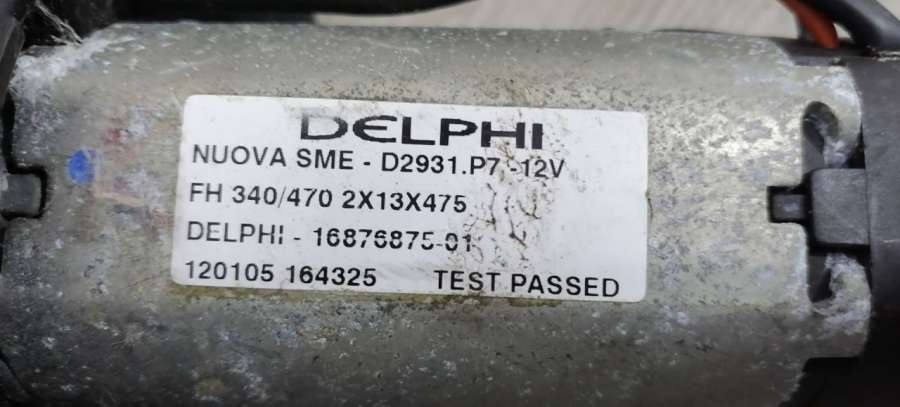 DELPHI
NUOVA SME - D2931.P7 -12V
FH 340/470 2X13X475
DELPHI - 16876875-01
120105 164325 TEST PASSED